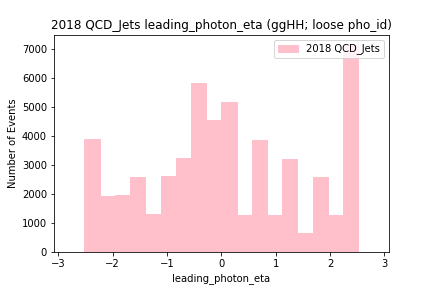 2018 QCD_Jets leading_photon_eta (ggHH; loose pho_id)
2018 QCD_Jets
Number of Events
7000
6000
5000
4000
3000
2000
1000
0
−3 −2 −1 0 1 2 3
leading_photon_eta